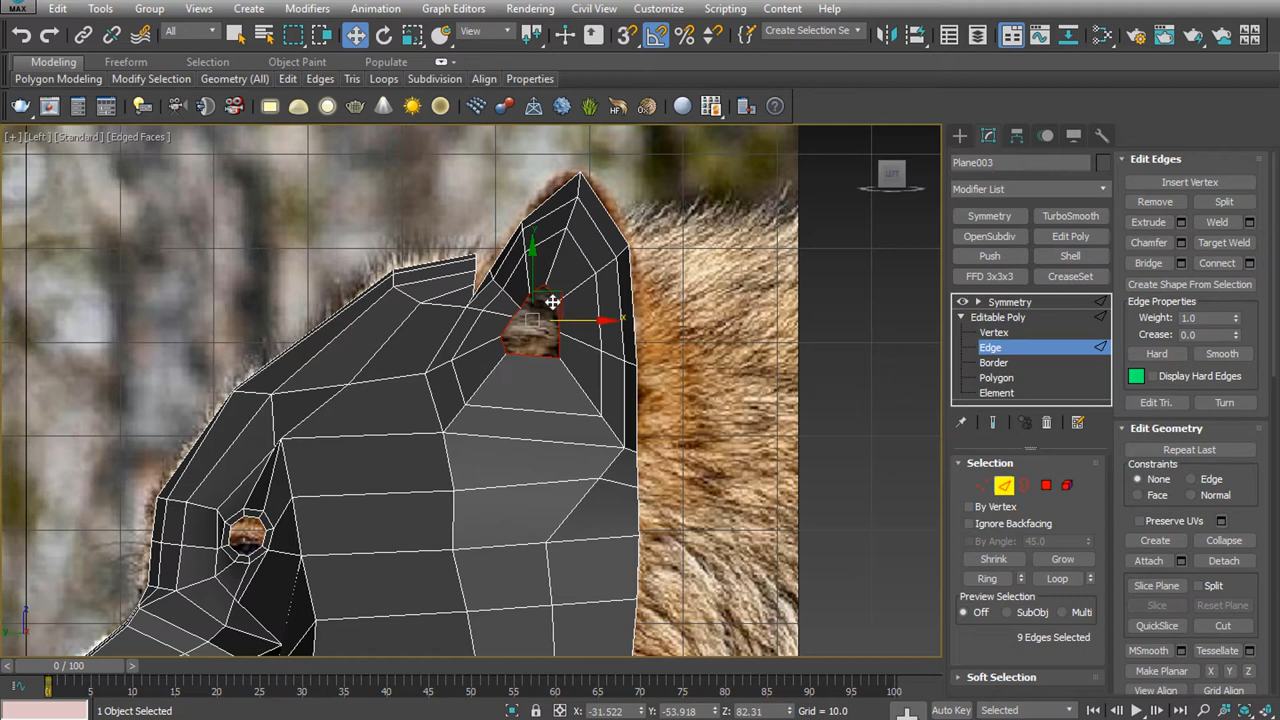 MAX Edit Tools Group Views Create Modifiers Animation Graph Editors Rendering Civil View Customize Scripting Content Help
All View Create Selection Se
Modeling Freeform Selection Object Paint Populate
Polygon Modeling Modify Selection Geometry (All) Edit Edges Tris Loops Subdivision Align Properties
[+] [Left] [Standard] [Edged Faces]
LEFT
Plane003
Modifier List
Symmetry TurboSmooth
OpenSubdiv Edit Poly
Push Shell
FFD 3x3x3 CreaseSet
Symmetry
Editable Poly
Vertex
Edge
Border
Polygon
Element
Selection
By Vertex
Ignore Backfacing
By Angle: 45.0
Shrink Grow
Ring Loop
Preview Selection
Off SubObj Multi
9 Edges Selected
Soft Selection
Edit Edges
Insert Vertex
Remove Split
Extrude Weld
Chamfer Target Weld
Bridge Connect
Create Shape From Selection
Edge Properties
Weight: 1.0
Crease: 0.0
Hard Smooth
Display Hard Edges
Edit Tri. Turn
Edit Geometry
Repeat Last
Constraints
None Edge
Face Normal
Preserve UVs
Create Collapse
Attach Detach
Slice Plane Split
Slice Reset Plane
QuickSlice Cut
MSmooth Tessellate
Make Planar X Y Z
View Align Grid Align
y x
z y x
< 0 / 100 >
0 5 10 15 20 25 30 35 40 45 50 55 60 65 70 75 80 85 90 95 100
1 Object Selected X: -31.522 Y: -53.918 Z: 82.31 Grid = 10.0 Auto Key Selected